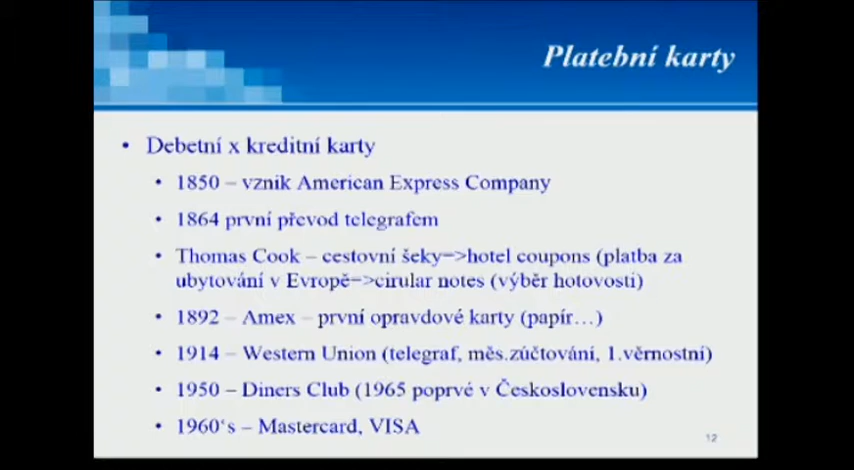 Platební karty
• Debetní x kreditní karty
• 1850 – vznik American Express Company
• 1864 první převod telegrafem
• Thomas Cook – cestovní šeky=>hotel coupons (platba za
ubytování v Evropě=>cirular notes (výběr hotovosti)
• 1892 – Amex – první opravdové karty (papír…)
• 1914 – Western Union (telegraf, měs.zúčtování, 1.věrnostní)
• 1950 – Diners Club (1965 poprvé v Československu)
• 1960‘s – Mastercard, VISA
12